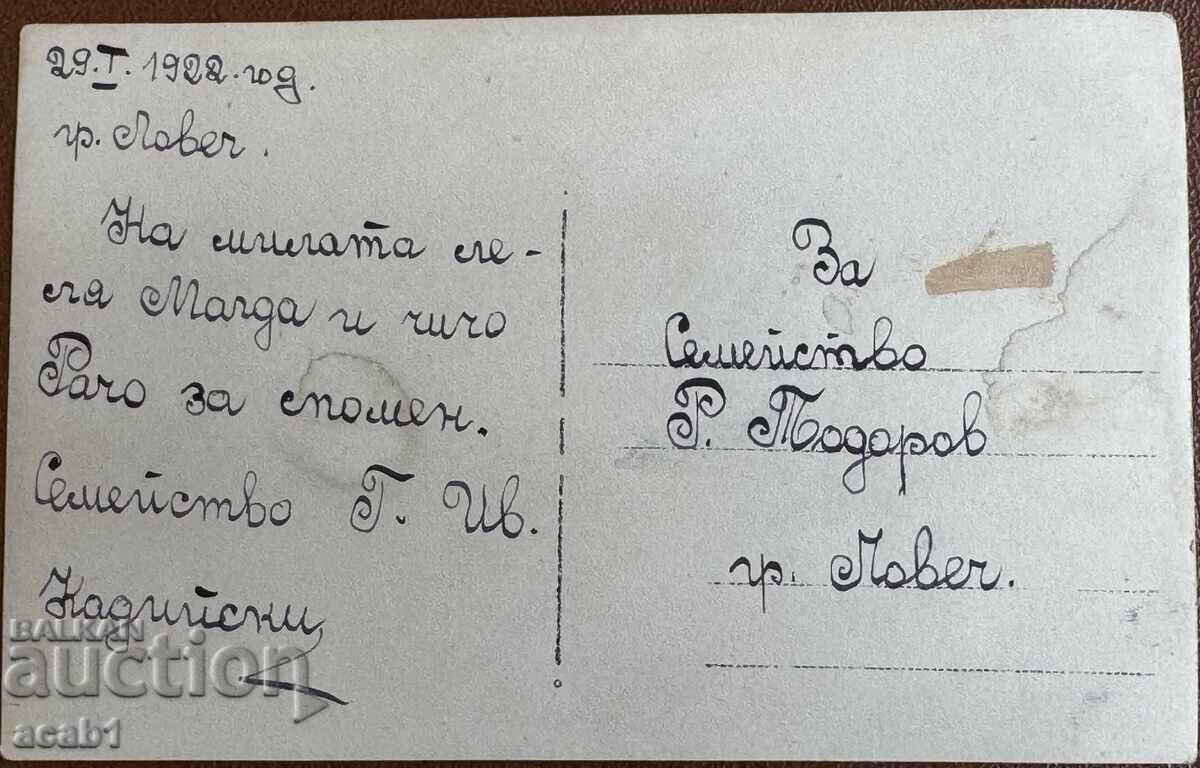 29.I.1922.год.
гр. Ловеч.
На милата ле-
ля Магда и чичо
Рачо за спомен.
Семейство Г. Ив.
Кадийски
За
Семейство
Р. Тодоров
гр. Ловеч.
BALKAN
auction
acab1